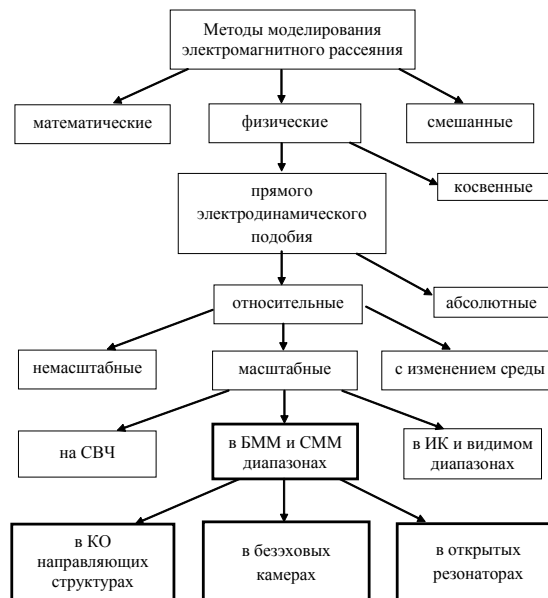 Методы моделирования
электромагнитного рассеяния
математические
физические
смешанные
косвенные
прямого
электродинамического
подобия
абсолютные
относительные
немасштабные
масштабные
с изменением среды
на СВЧ
в БММ и СММ
диапазонах
в ИК и видимом
диапазонах
в КО
направляющих
структурах
в безэховых
камерах
в открытых
резонаторах